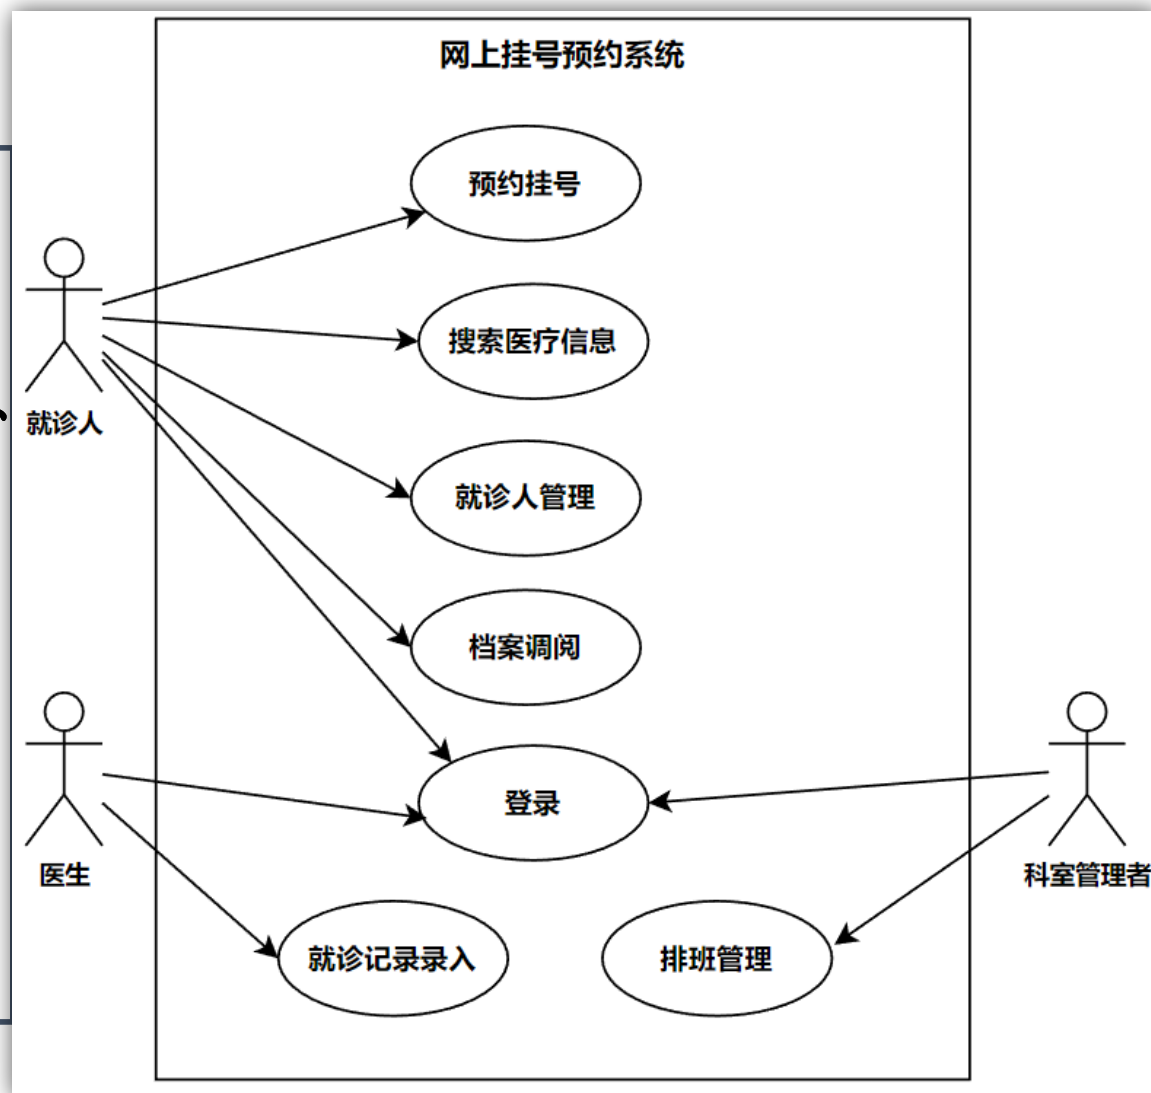 网上挂号预约系统
预约挂号
搜索医疗信息
就诊人
就诊人管理
档案调阅
登录
医生
科室管理者
就诊记录录入
排班管理